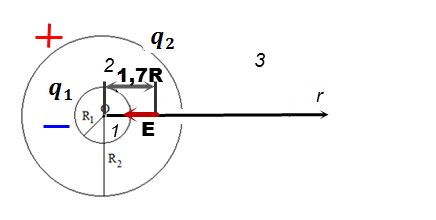 + q₂
2 3
1,7R
q₁
O r
R₁ 1 E
−
R₂